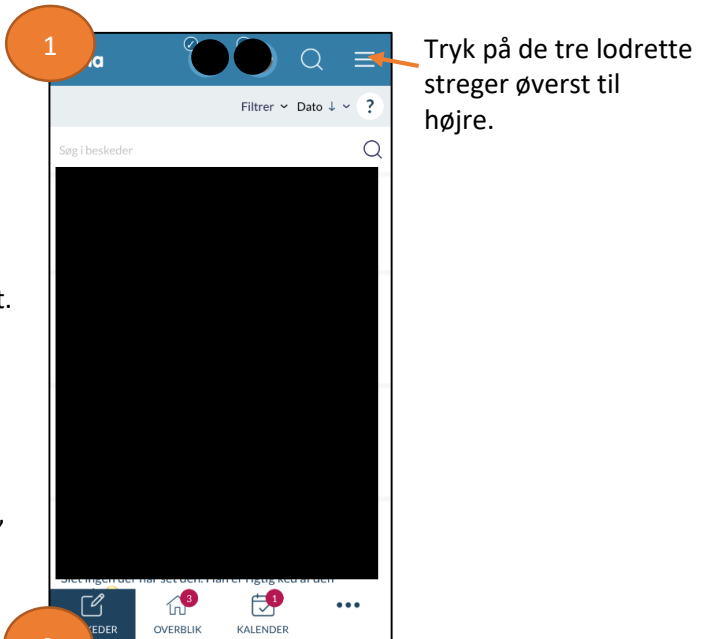 1
Tryk på de tre lodrette
streger øverst til
højre.
Filtrer Dato ↓ ?
Søg i beskeder
t.
,
3
1
OVERBLIK KALENDER